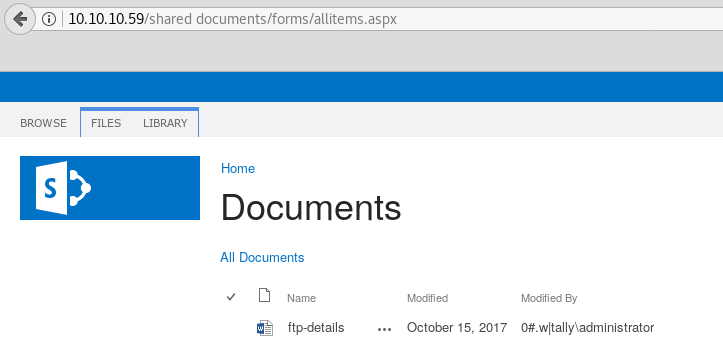 10.10.10.59/shared documents/forms/allitems.aspx
BROWSE FILES LIBRARY
S
Home
Documents
All Documents
Name Modified Modified By
ftp-details ... October 15, 2017 0#.w|tally\administrator